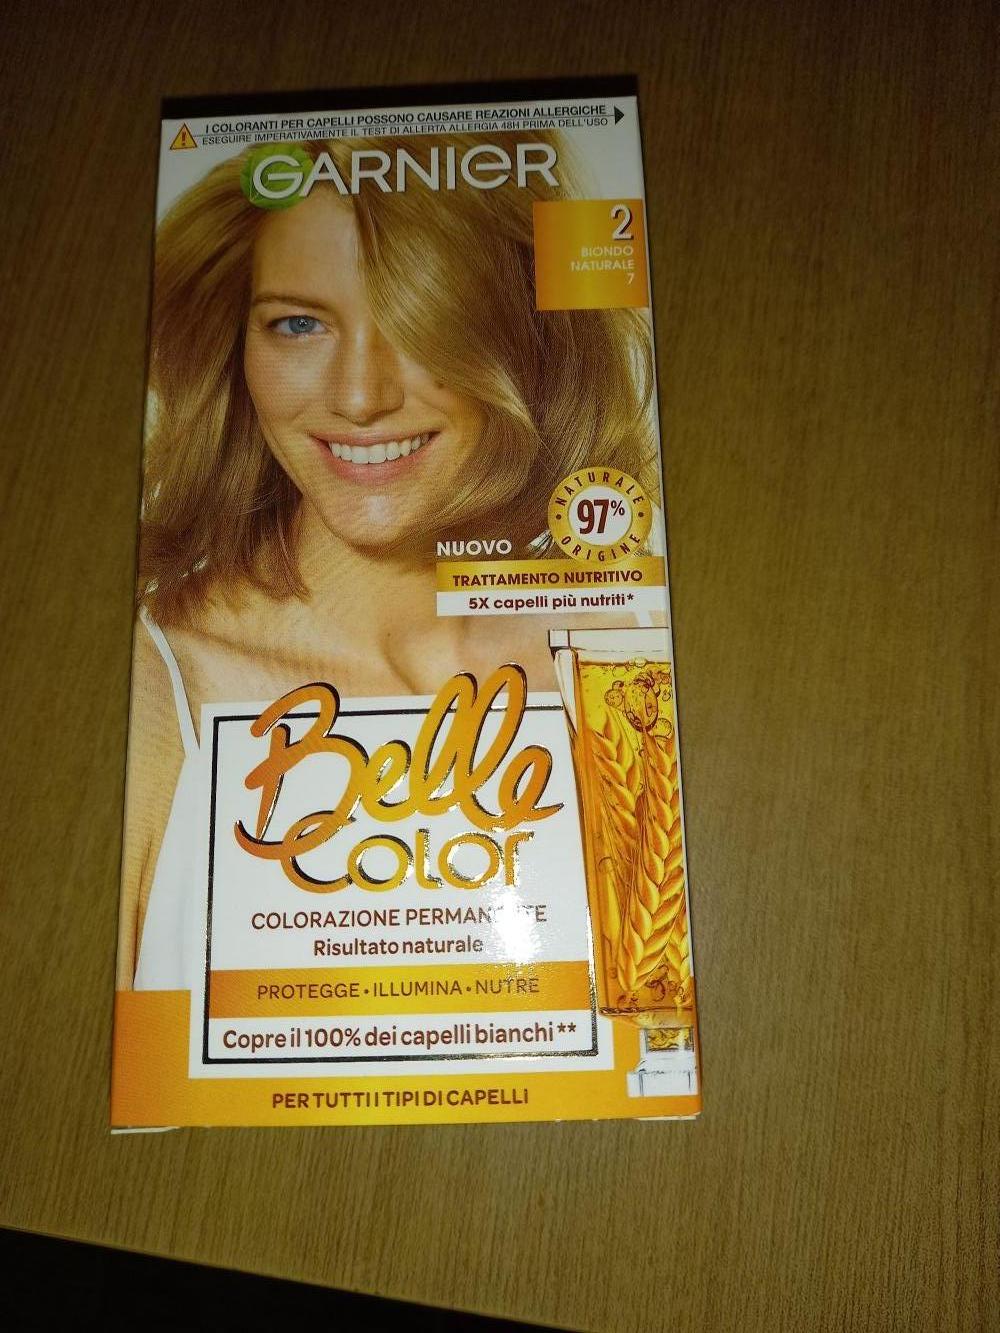 I COLORANTI PER CAPELLI POSSONO CAUSARE REAZIONI ALLERGICHE
ESEGUIRE IMPERATIVAMENTE IL TEST DI ALLERTA ALLERGIA 48H PRIMA DELL'USO
GARNIER
2
BIONDO
NATURALE
7
NATURALE
97%
ORIGINE
NUOVO
TRATTAMENTO NUTRITIVO
5X capelli più nutriti*
Belle
Color
COLORAZIONE PERMANENTE
Risultato naturale
PROTEGGE • ILLUMINA • NUTRE
Copre il 100% dei capelli bianchi**
PER TUTTI I TIPI DI CAPELLI